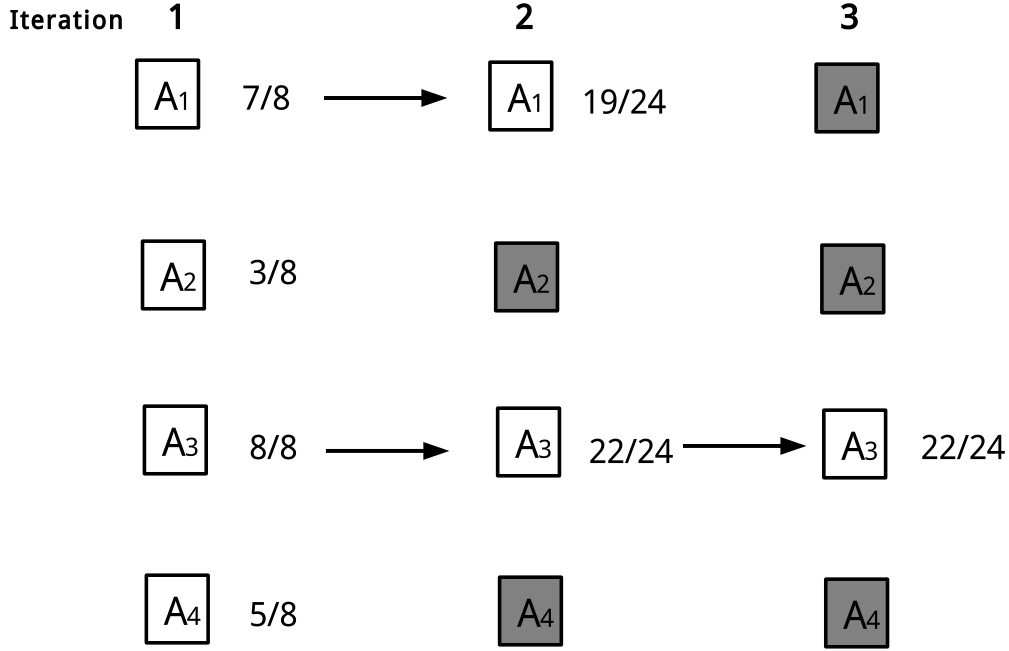 Iteration 1 2 3
A1 7/8 A1 19/24 A1
A2 3/8 A2 A2
A3 8/8 A3 22/24 A3 22/24
A4 5/8 A4 A4